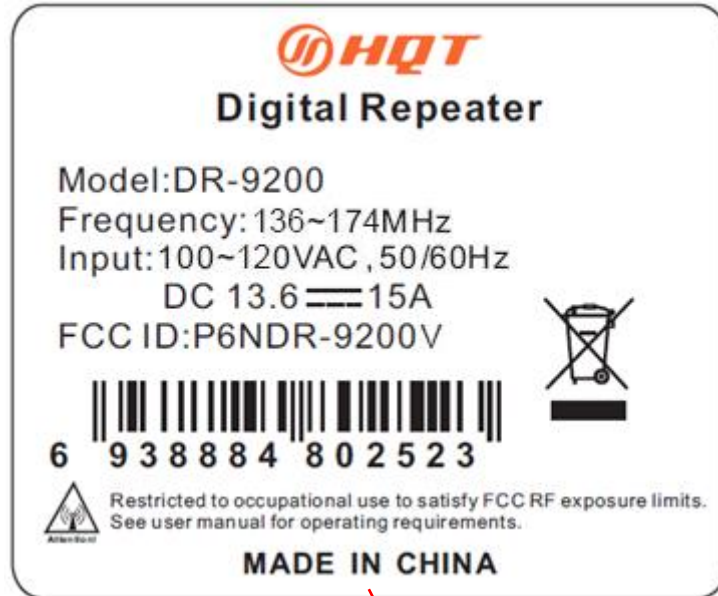 HQT
Digital Repeater
Model:DR-9200
Frequency:136~174MHz
Input:100~120VAC,50/60Hz
DC 13.6⎓15A
FCC ID:P6NDR-9200V
6 938884 802523
Restricted to occupational use to satisfy FCC RF exposure limits.
See user manual for operating requirements.
Attention!
MADE IN CHINA